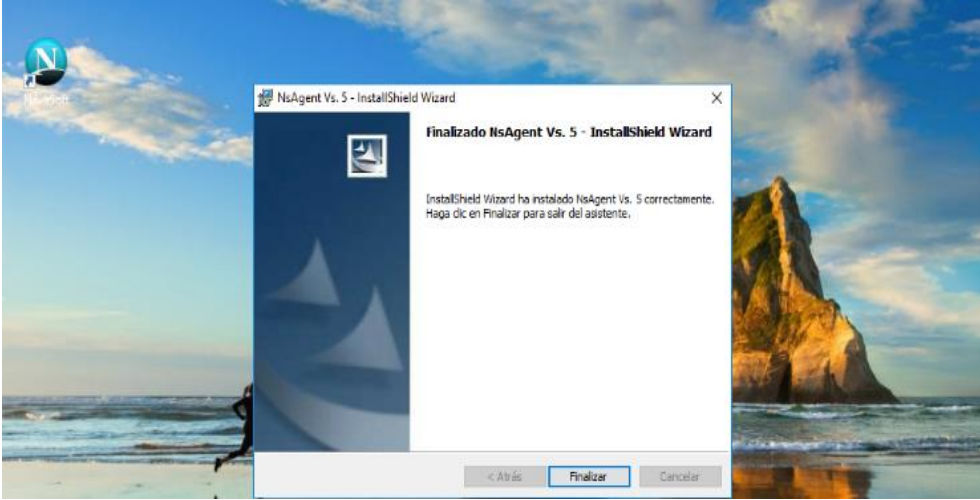 N
NsAgent Vs. 5 - InstallShield Wizard
Finalizado NsAgent Vs. 5 - InstallShield Wizard
InstallShield Wizard ha instalado NsAgent Vs. 5 correctamente.
Haga clic en Finalizar para salir del asistente.
< Atrás
Finalizar
Cancelar